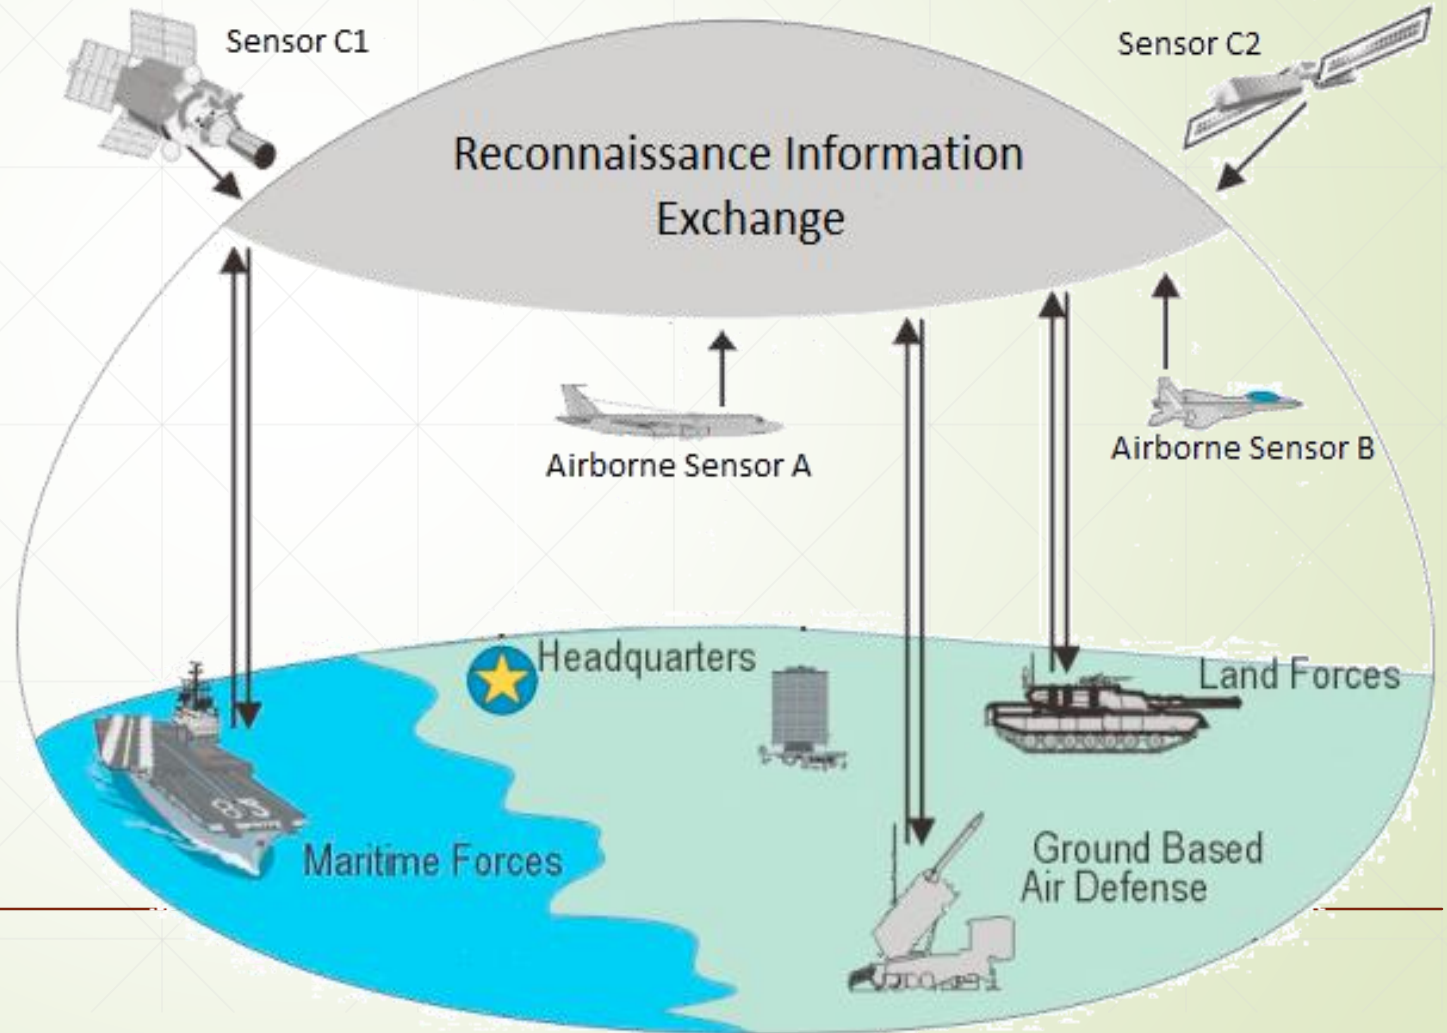 Sensor C1
Sensor C2
Reconnaissance Information
Exchange
Airborne Sensor A
Airborne Sensor B
Headquarters
Land Forces
Maritime Forces
Ground Based
Air Defense